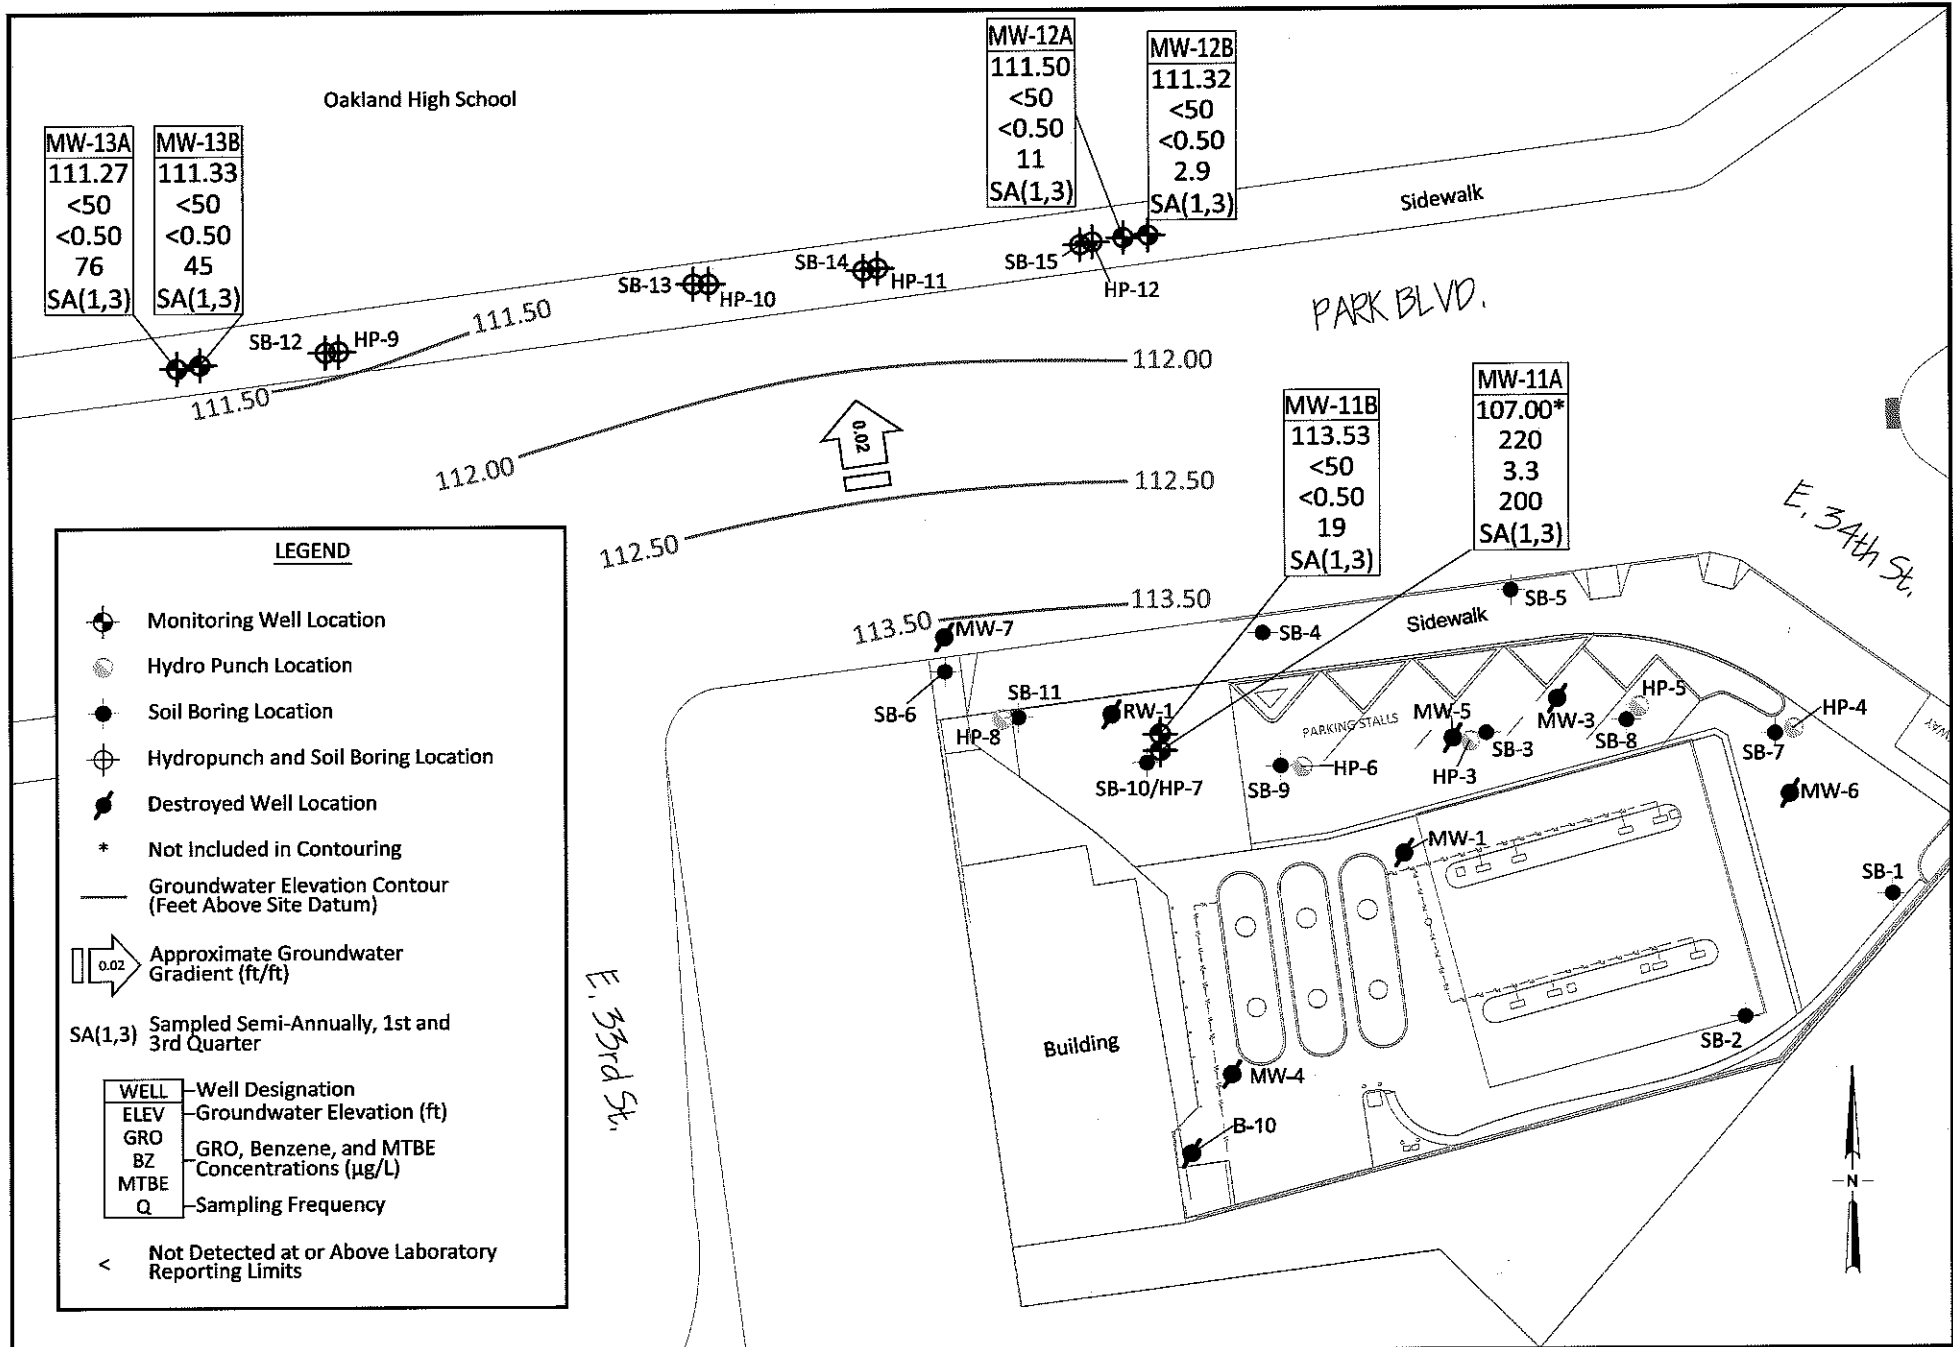 Oakland High School
MW-13A
111.27
<50
<0.50
76
SA(1,3)
MW-13B
111.33
<50
<0.50
45
SA(1,3)
MW-12A
111.50
<50
<0.50
11
SA(1,3)
MW-12B
111.32
<50
<0.50
2.9
SA(1,3)
Sidewalk
SB-15
HP-12
SB-14
HP-11
SB-13
HP-10
SB-12
HP-9
111.50
111.50
PARK BLVD.
112.00
112.00
0.02
112.50
112.50
113.50
113.50
MW-11B
113.53
<50
<0.50
19
SA(1,3)
MW-11A
107.00*
220
3.3
200
SA(1,3)
E. 34th St.
LEGEND
Monitoring Well Location
Hydro Punch Location
Soil Boring Location
Hydropunch and Soil Boring Location
Destroyed Well Location
* Not Included in Contouring
Groundwater Elevation Contour
(Feet Above Site Datum)
0.02
Approximate Groundwater
Gradient (ft/ft)
SA(1,3) Sampled Semi-Annually, 1st and
3rd Quarter
WELL Well Designation
ELEV Groundwater Elevation (ft)
GRO
BZ
MTBE
GRO, Benzene, and MTBE
Concentrations (µg/L)
Q Sampling Frequency
< Not Detected at or Above Laboratory
Reporting Limits
E. 33rd St.
MW-7
SB-6
SB-4
SB-5
Sidewalk
SB-11
HP-8
RW-1
SB-10/HP-7
PARKING STALLS
SB-9
HP-6
MW-5
HP-3
SB-3
MW-3
HP-5
SB-8
HP-4
SB-7
WAY
MW-6
MW-1
SB-1
SB-2
Building
MW-4
B-10
N